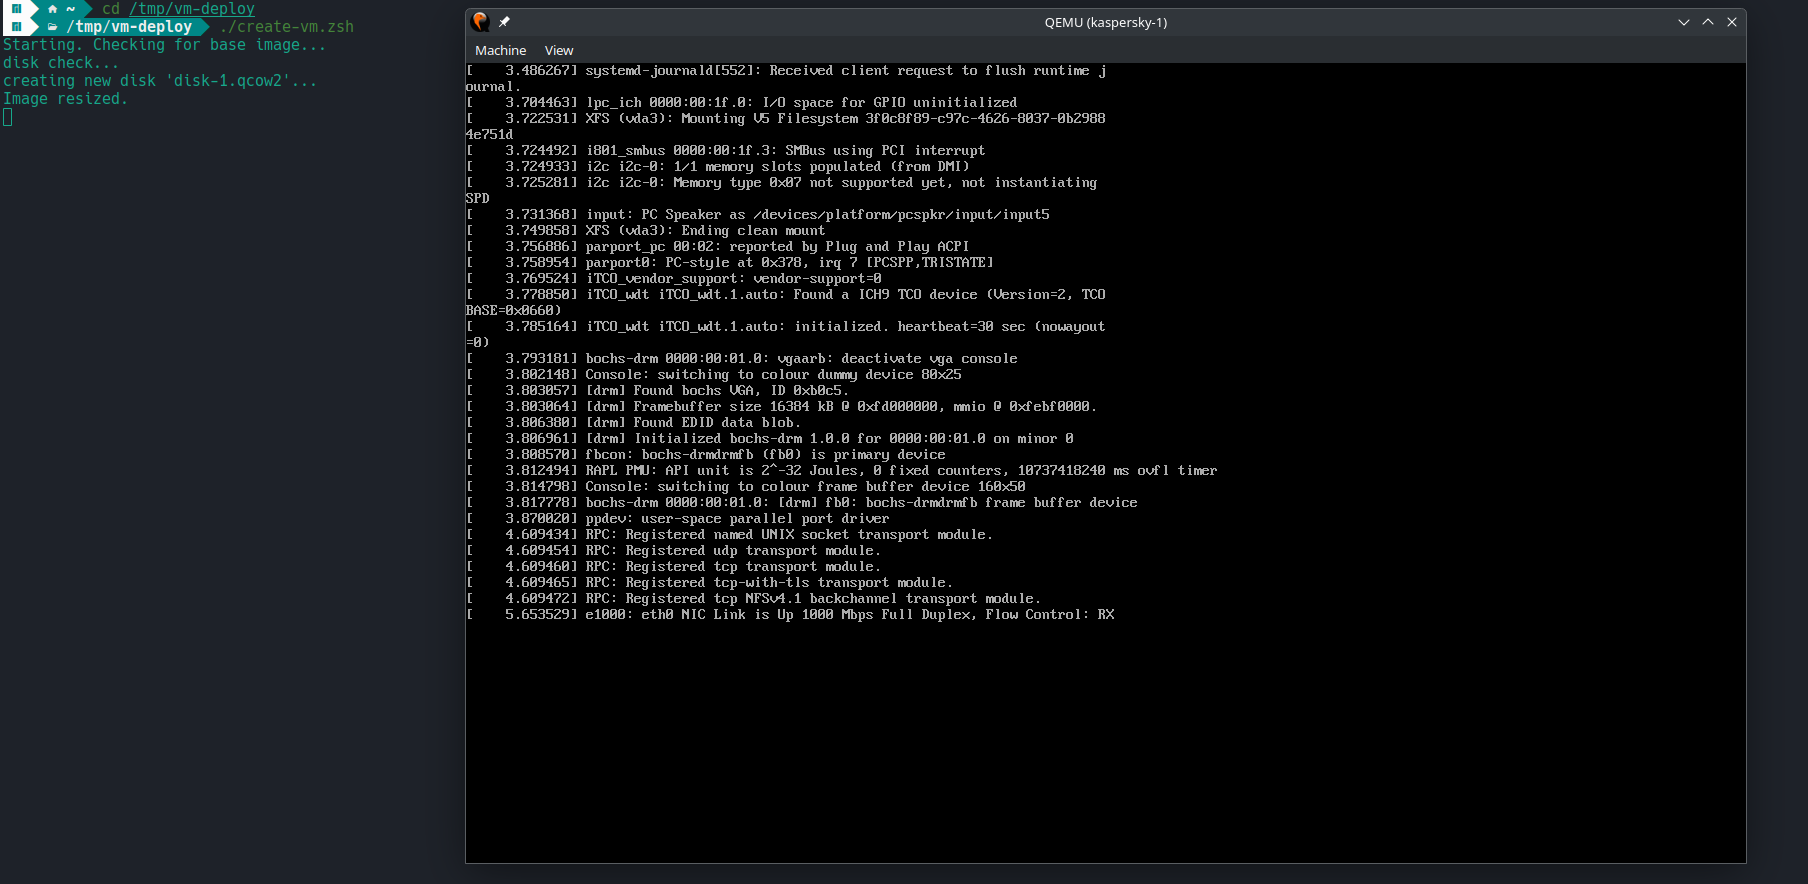 ~ cd /tmp/vm-deploy
/tmp/vm-deploy ./create-vm.zsh
Starting. Checking for base image...
disk check...
creating new disk 'disk-1.qcow2'...
Image resized.
QEMU (kaspersky-1)
Machine View
[    3.486267] systemd-journald[552]: Received client request to flush runtime j
ournal.
[    3.704463] lpc_ich 0000:00:1f.0: I/O space for GPIO uninitialized
[    3.722531] XFS (vda3): Mounting V5 Filesystem 3f0c8f89-c97c-4626-8037-0b2988
4e751d
[    3.724492] i801_smbus 0000:00:1f.3: SMBus using PCI interrupt
[    3.724933] i2c i2c-0: 1/1 memory slots populated (from DMI)
[    3.725281] i2c i2c-0: Memory type 0x07 not supported yet, not instantiating
SPD
[    3.731368] input: PC Speaker as /devices/platform/pcspkr/input/input5
[    3.749858] XFS (vda3): Ending clean mount
[    3.756886] parport_pc 00:02: reported by Plug and Play ACPI
[    3.758954] parport0: PC-style at 0x378, irq 7 [PCSPP,TRISTATE]
[    3.769524] iTCO_vendor_support: vendor-support=0
[    3.778850] iTCO_wdt iTCO_wdt.1.auto: Found a ICH9 TCO device (Version=2, TCO
BASE=0x0660)
[    3.785164] iTCO_wdt iTCO_wdt.1.auto: initialized. heartbeat=30 sec (nowayout
=0)
[    3.793181] bochs-drm 0000:00:01.0: vgaarb: deactivate vga console
[    3.802148] Console: switching to colour dummy device 80x25
[    3.803057] [drm] Found bochs VGA, ID 0xb0c5.
[    3.803064] [drm] Framebuffer size 16384 kB @ 0xfd000000, mmio @ 0xfebf0000.
[    3.806380] [drm] Found EDID data blob.
[    3.806961] [drm] Initialized bochs-drm 1.0.0 for 0000:00:01.0 on minor 0
[    3.808570] fbcon: bochs-drmdrmfb (fb0) is primary device
[    3.812494] RAPL PMU: API unit is 2^-32 Joules, 0 fixed counters, 10737418240 ms ovfl timer
[    3.814798] Console: switching to colour frame buffer device 160x50
[    3.817778] bochs-drm 0000:00:01.0: [drm] fb0: bochs-drmdrmfb frame buffer device
[    3.870020] ppdev: user-space parallel port driver
[    4.609434] RPC: Registered named UNIX socket transport module.
[    4.609454] RPC: Registered udp transport module.
[    4.609460] RPC: Registered tcp transport module.
[    4.609465] RPC: Registered tcp-with-tls transport module.
[    4.609472] RPC: Registered tcp NFSv4.1 backchannel transport module.
[    5.653529] e1000: eth0 NIC Link is Up 1000 Mbps Full Duplex, Flow Control: RX